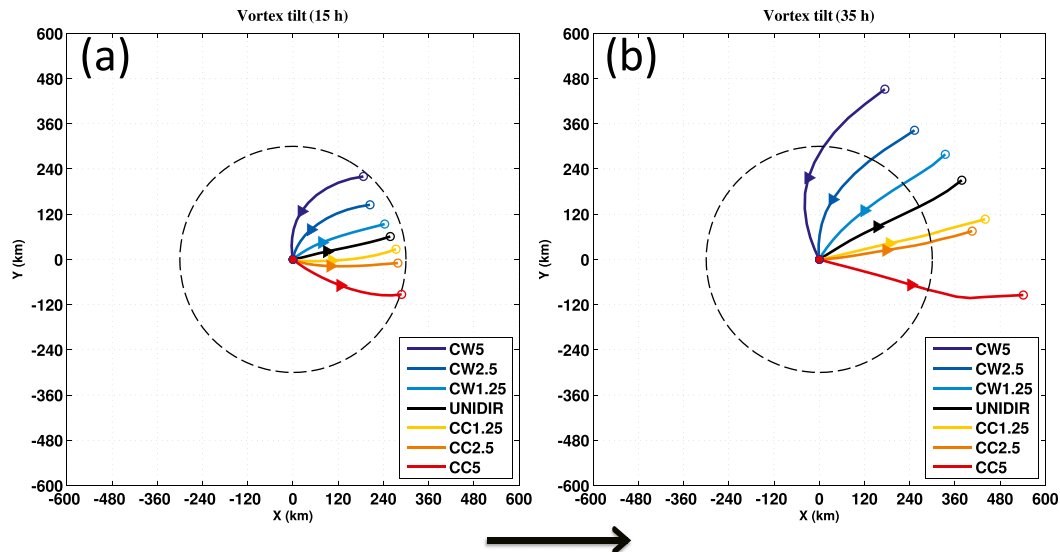 Vortex tilt (15 h)
(a)
600
480
360
240
120
0
-120
-240
-360
-480
-600
Y (km)
-600 -480 -360 -240 -120 0 120 240 360 480 600
X (km)
CW5
CW2.5
CW1.25
UNIDIR
CC1.25
CC2.5
CC5
Vortex tilt (35 h)
(b)
600
480
360
240
120
0
-120
-240
-360
-480
-600
Y (km)
-600 -480 -360 -240 -120 0 120 240 360 480 600
X (km)
CW5
CW2.5
CW1.25
UNIDIR
CC1.25
CC2.5
CC5